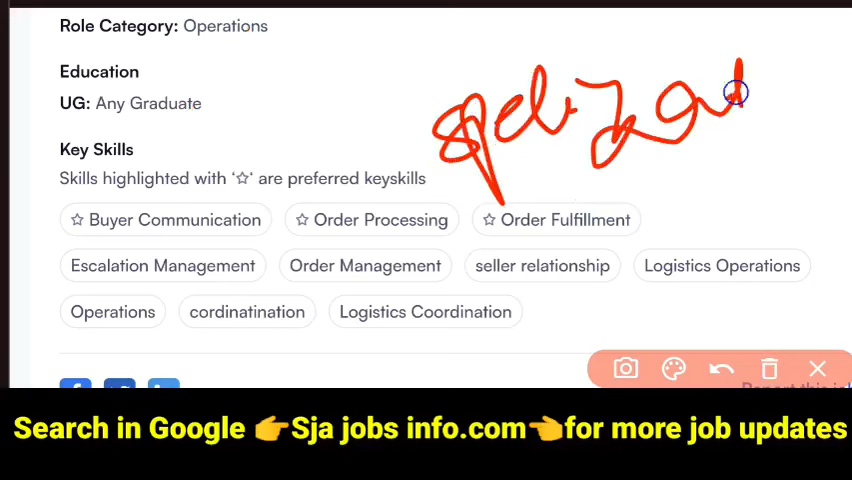 Role Category: Operations
Education
UG: Any Graduate
Key Skills
Skills highlighted with ‘☆‘ are preferred keyskills
☆ Buyer Communication ☆ Order Processing ☆ Order Fulfillment
Escalation Management Order Management seller relationship Logistics Operations
Operations cordinatination Logistics Coordination
Search in Google 👉Sja jobs info.com👈for more job updates